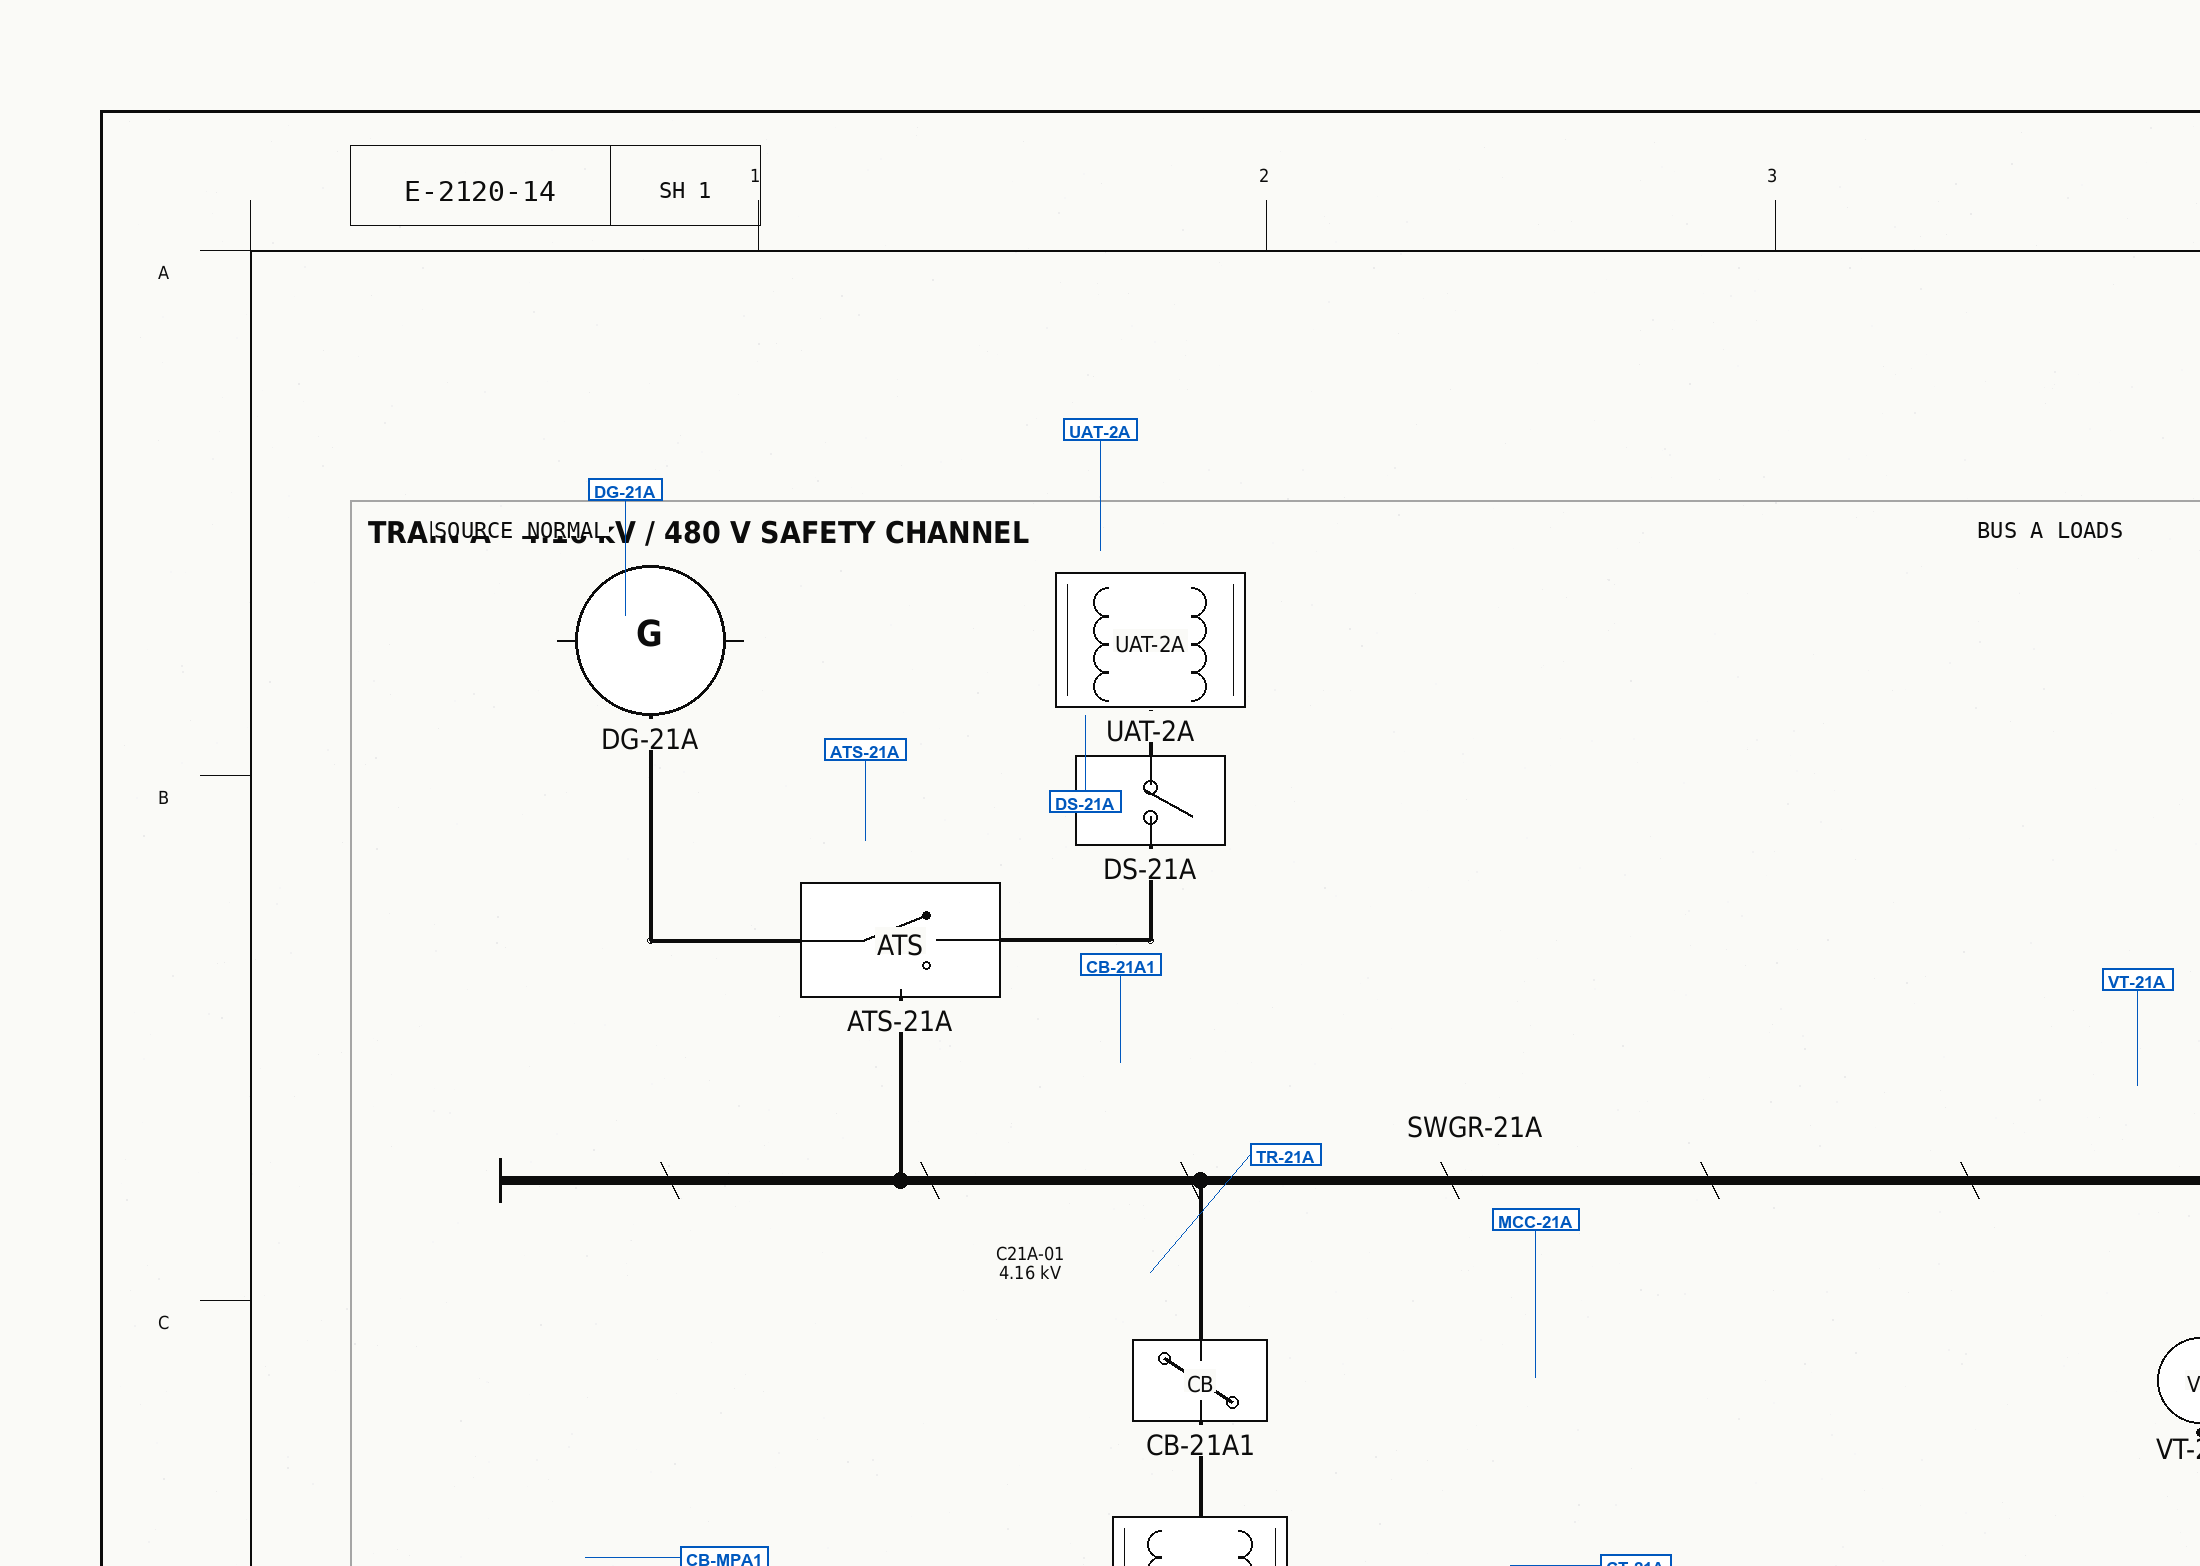 E-2120-14 SH 1
1 2 3
A
UAT-2A
DG-21A
SOURCE NORMAL
V / 480 V SAFETY CHANNEL
BUS A LOADS
G
UAT-2A
UAT-2A
DG-21A
ATS-21A
DS-21A
B
DS-21A
ATS
CB-21A1
VT-21A
ATS-21A
SWGR-21A
TR-21A
MCC-21A
C21A-01
4.16 kV
C
CB
CB-21A1
CB-MPA1